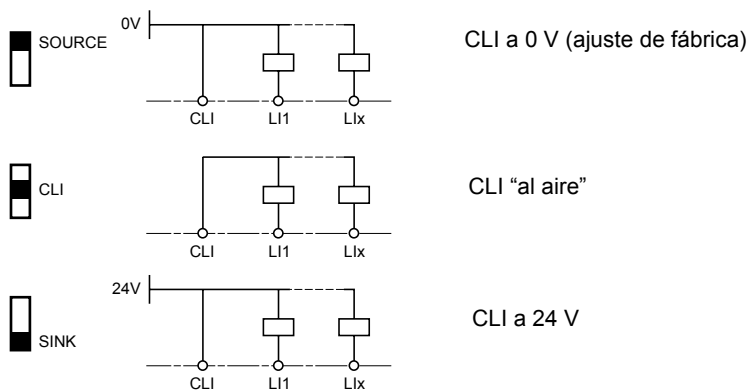 0V
SOURCE
CLI a 0 V (ajuste de fábrica)
CLI LI1 LIx
CLI
CLI “al aire”
CLI LI1 LIx
24V
CLI a 24 V
SINK
CLI LI1 LIx